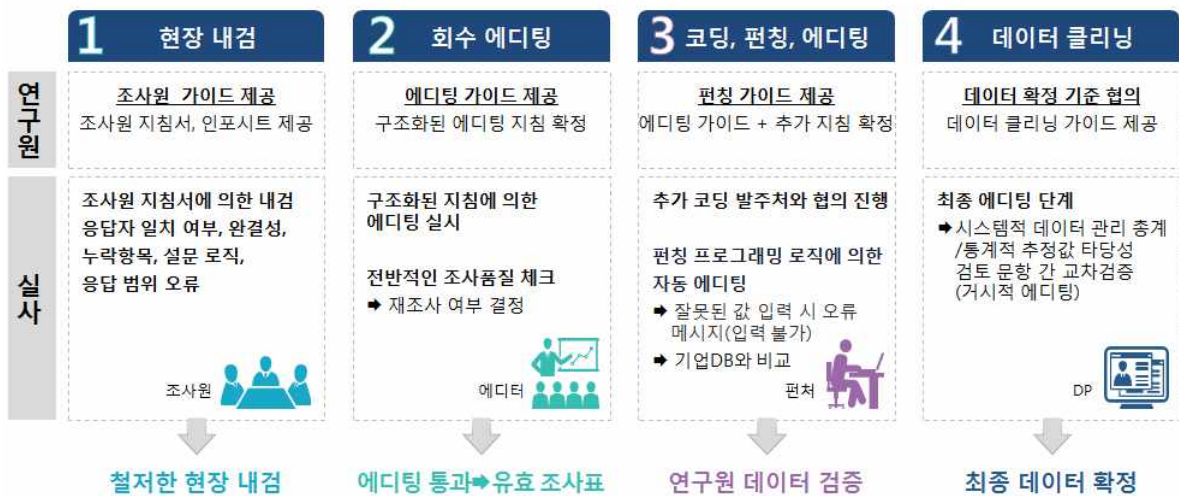 1 현장 내검
2 회수 에디팅
3 코딩, 펀칭, 에디팅
4 데이터 클리닝
연구원
조사원 가이드 제공
조사원 지침서, 인포시트 제공
에디팅 가이드 제공
구조화된 에디팅 지침 확정
펀칭 가이드 제공
에디팅 가이드 + 추가 지침 확정
데이터 확정 기준 협의
데이터 클리닝 가이드 제공
실사
조사원 지침서에 의한 내검
응답자 일치 여부, 완결성,
누락항목, 설문 로직,
응답 범위 오류
조사원
구조화된 지침에 의한
에디팅 실시
전반적인 조사품질 체크
➡ 재조사 여부 결정
에디터
추가 코딩 발주처와 협의 진행
펀칭 프로그래밍 로직에 의한
자동 에디팅
➡ 잘못된 값 입력 시 오류
메시지(입력 불가)
➡ 기업DB와 비교
펀처
최종 에디팅 단계
➡시스템적 데이터 관리 총계
/통계적 추정값 타당성
검토 문항 간 교차검증
(거시적 에디팅)
DP
철저한 현장 내검
에디팅 통과➡유효 조사표
연구원 데이터 검증
최종 데이터 확정